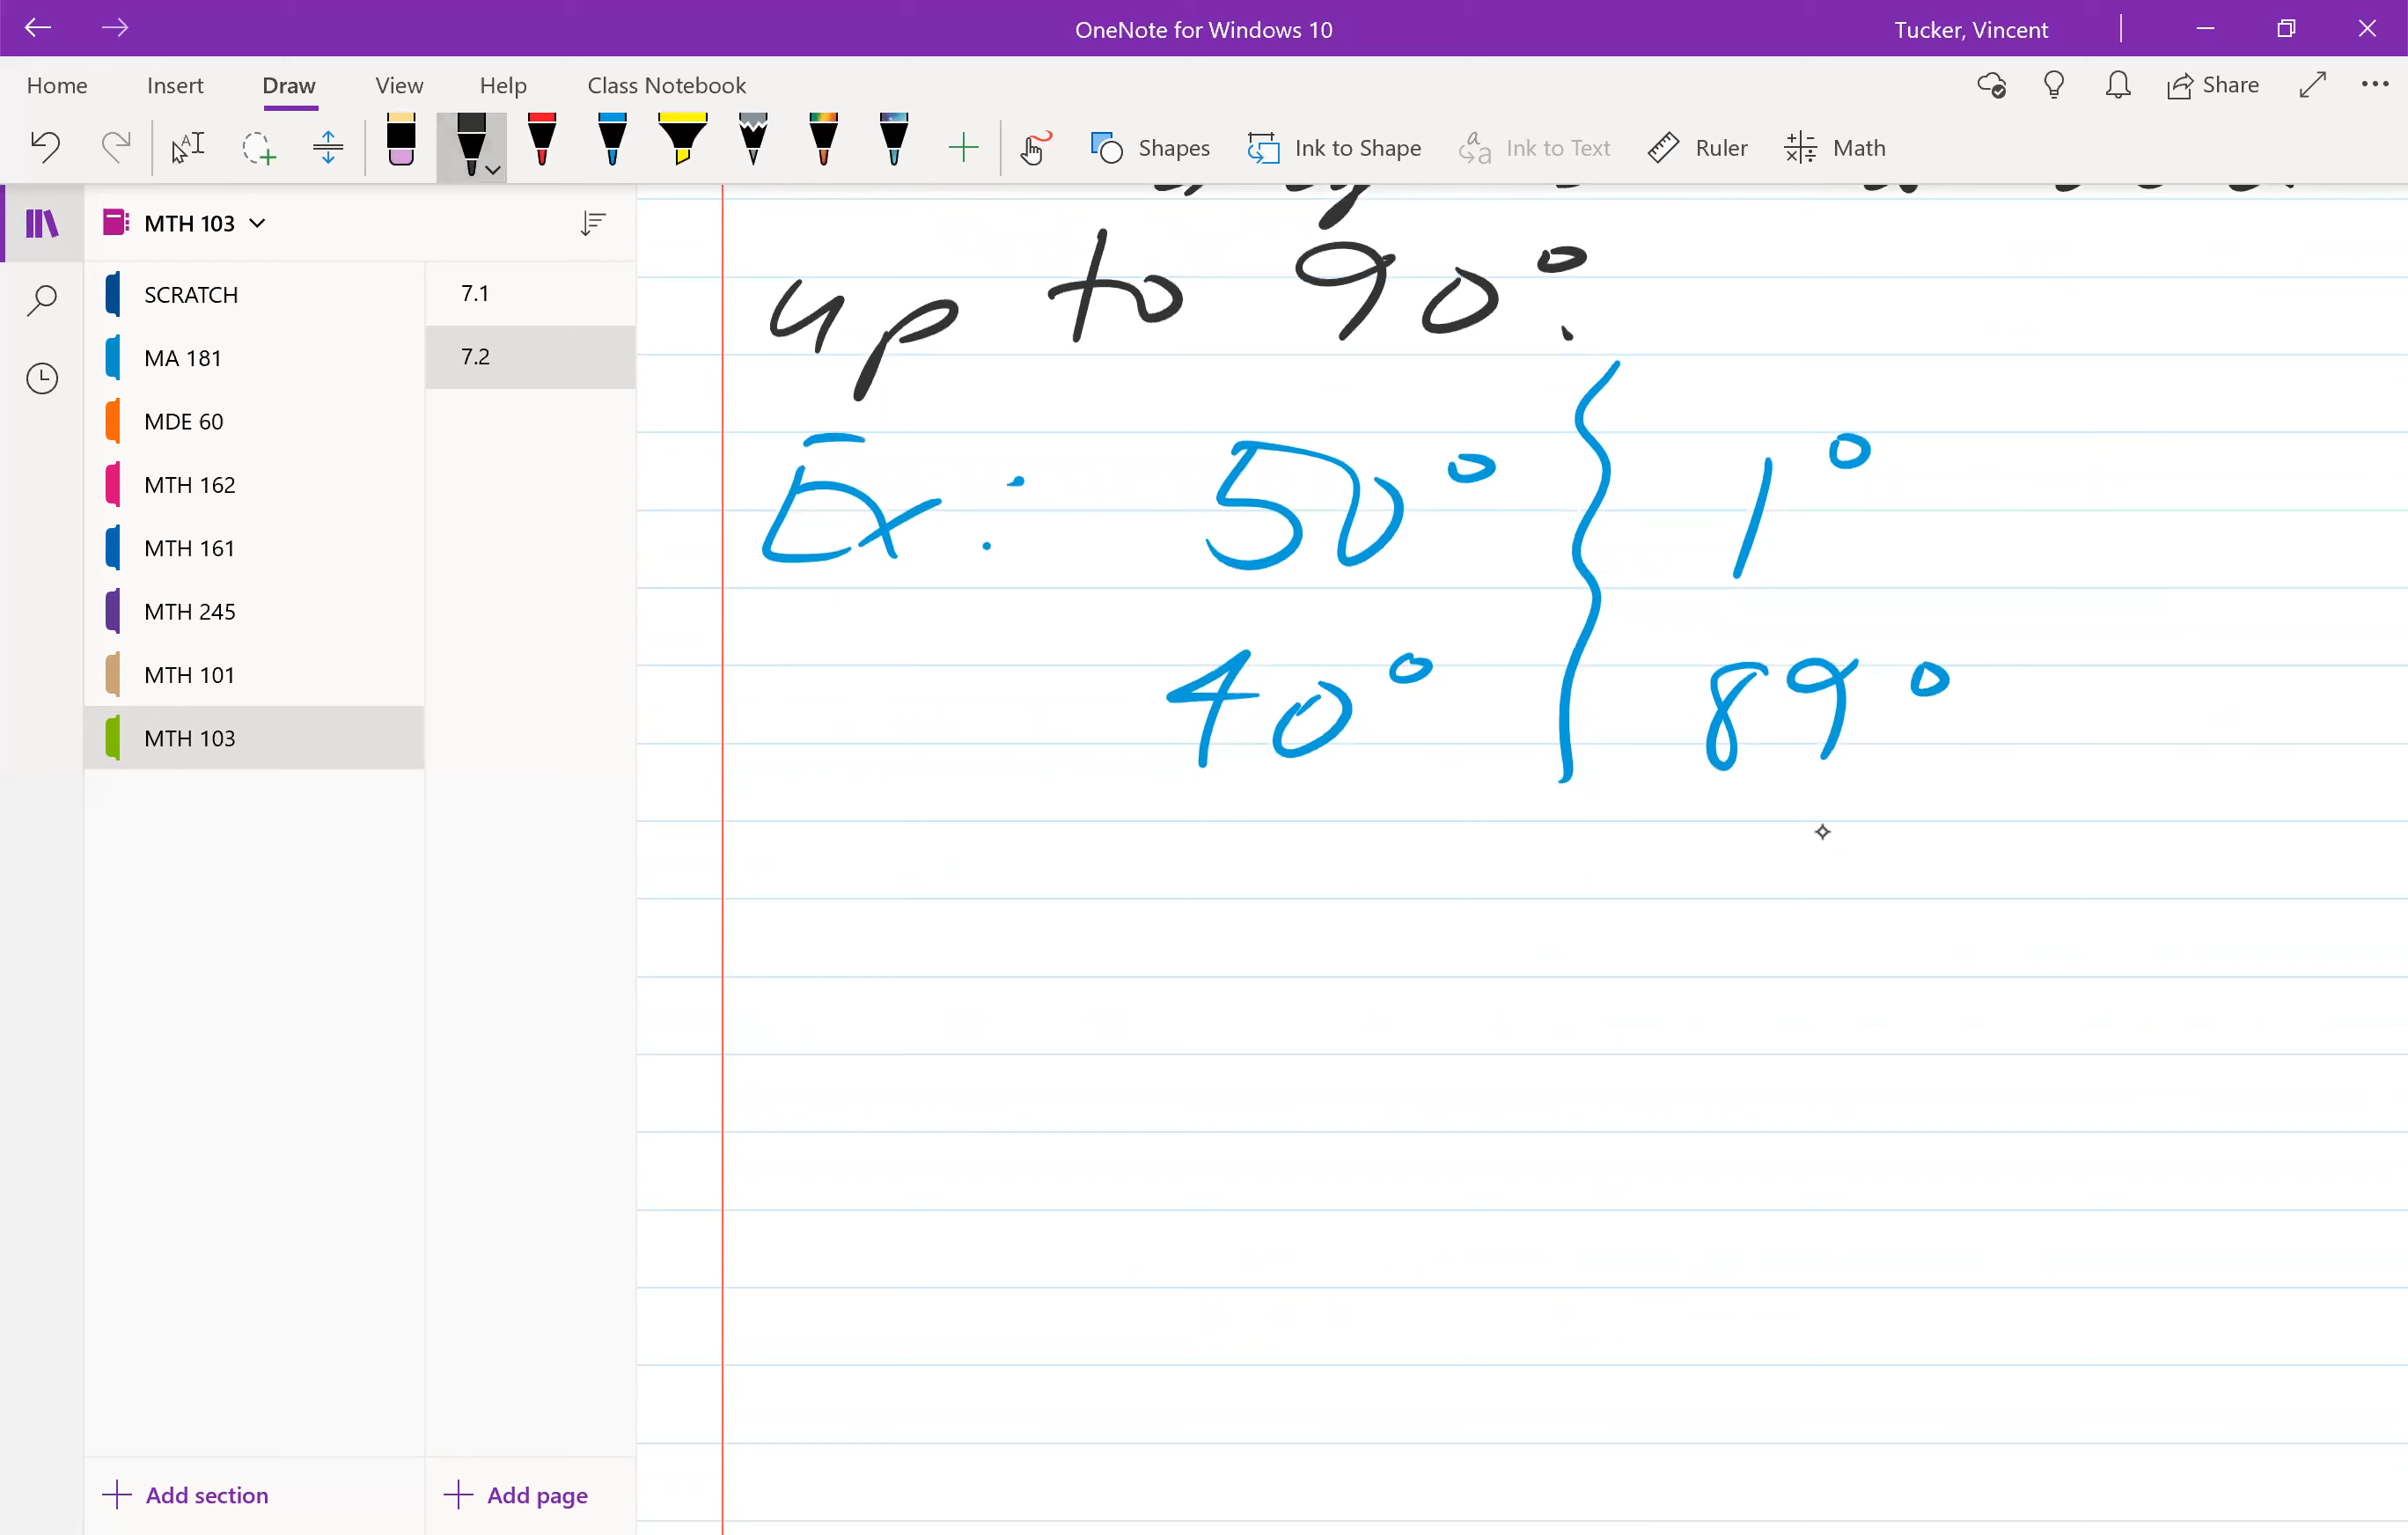 OneNote for Windows 10
Tucker, Vincent
Home Insert Draw View Help Class Notebook
Share
Shapes Ink to Shape Ink to Text Ruler Math
MTH 103
SCRATCH
MA 181
MDE 60
MTH 162
MTH 161
MTH 245
MTH 101
MTH 103
7.1
7.2
up to 90°.
Ex: 50° 1°
40° 89°
Add section
Add page